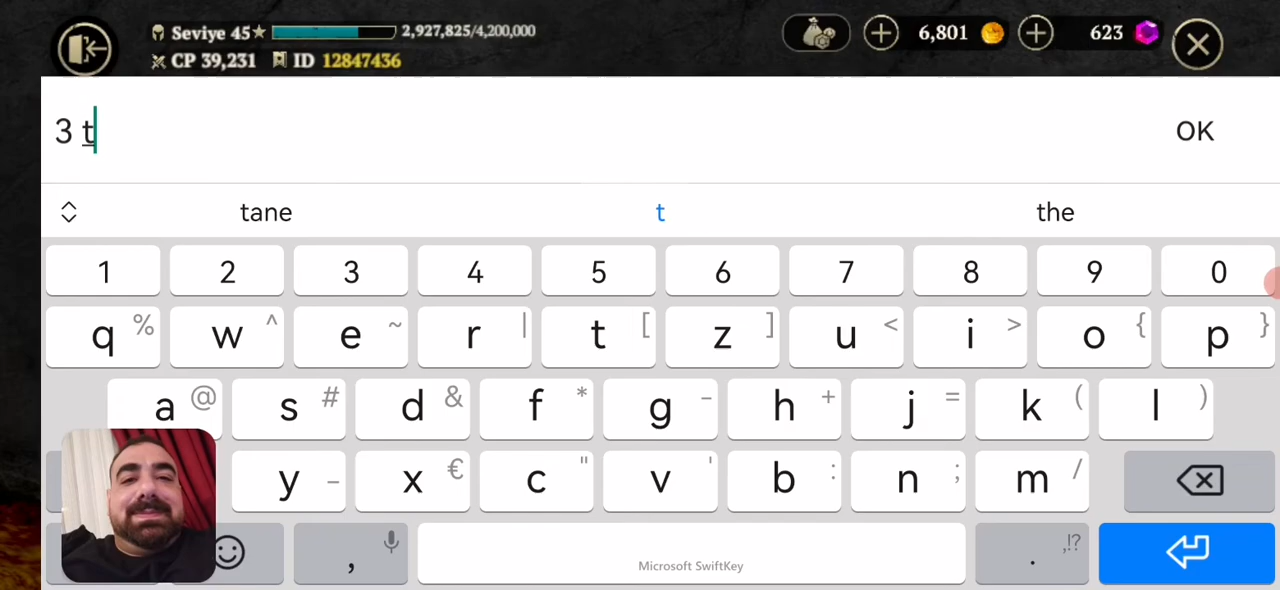 Seviye 45★ 2,927,825/4,200,000
CP 39,231 ID 12847436
6,801 623
3 t
OK
tane t the
1 2 3 4 5 6 7 8 9 0
q % w ^ e ~ r | t [ z ] u < i > o { p }
a @ s # d & f * g - h + j = k ( l )
y _ x € c " v ' b : n ; m /
, Microsoft SwiftKey . ,!?